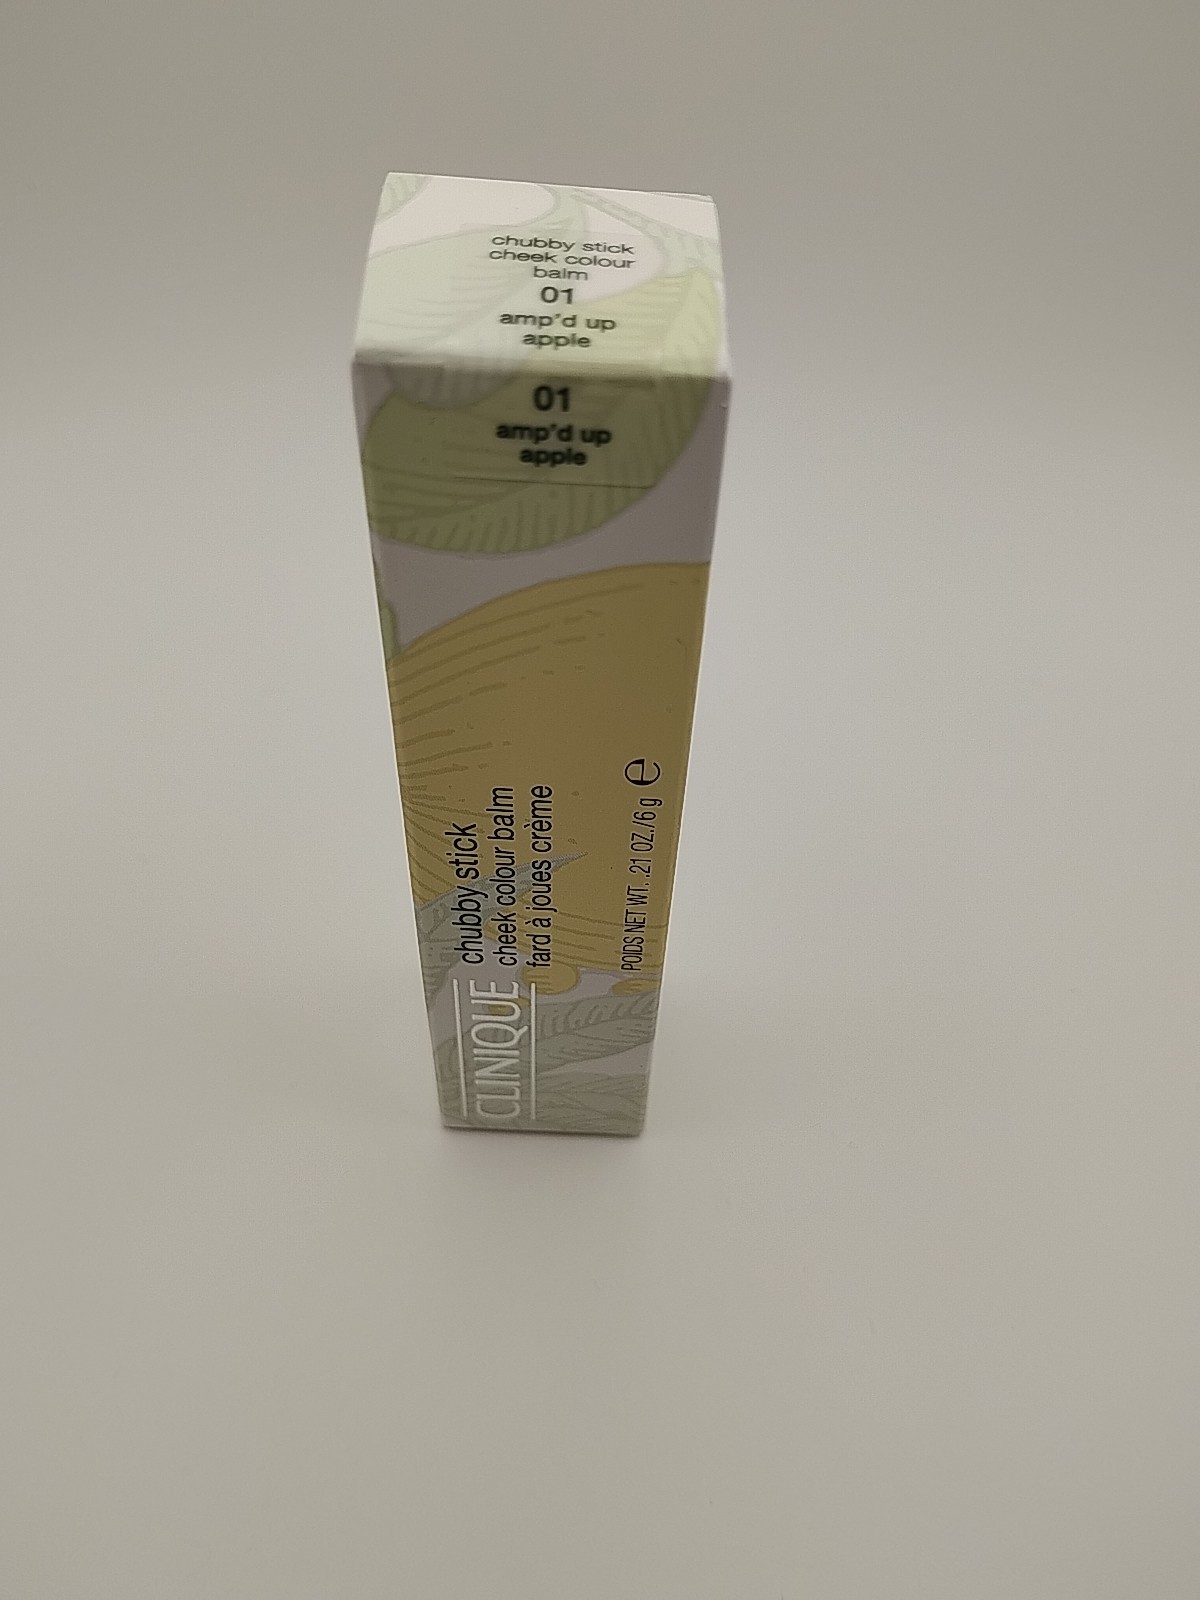 chubby stick
cheek colour
balm
01
amp'd up
apple
01
amp'd up
apple
CLINIQUE
chubby stick
cheek colour balm
fard à joues crème
POIDS NET WT. .21 OZ./6 g ℮